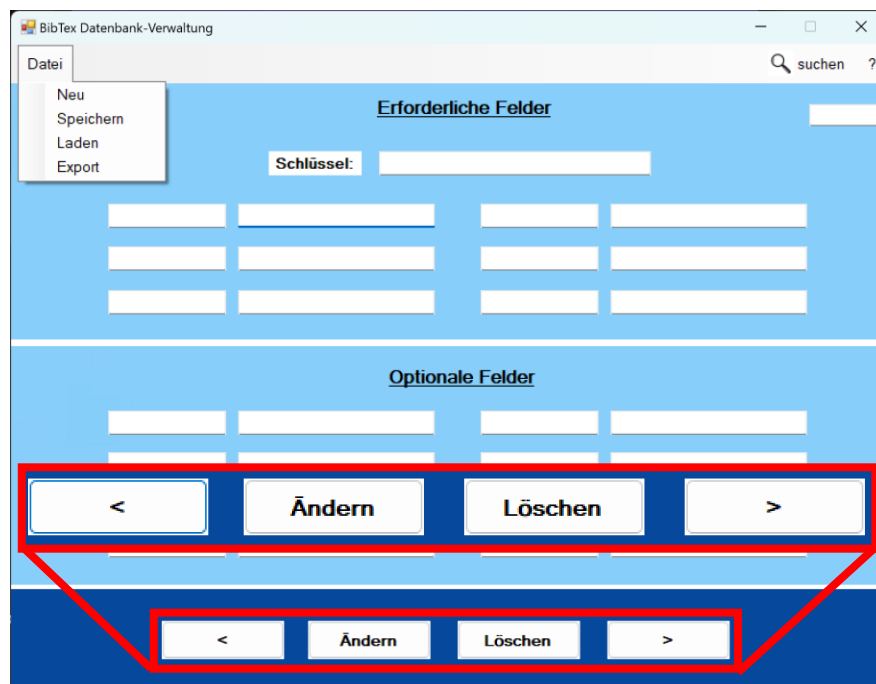 BibTex Datenbank-Verwaltung
Datei
suchen ?
Neu
Speichern
Laden
Export
Erforderliche Felder
Schlüssel:
Optionale Felder
< Ändern Löschen >
< Ändern Löschen >